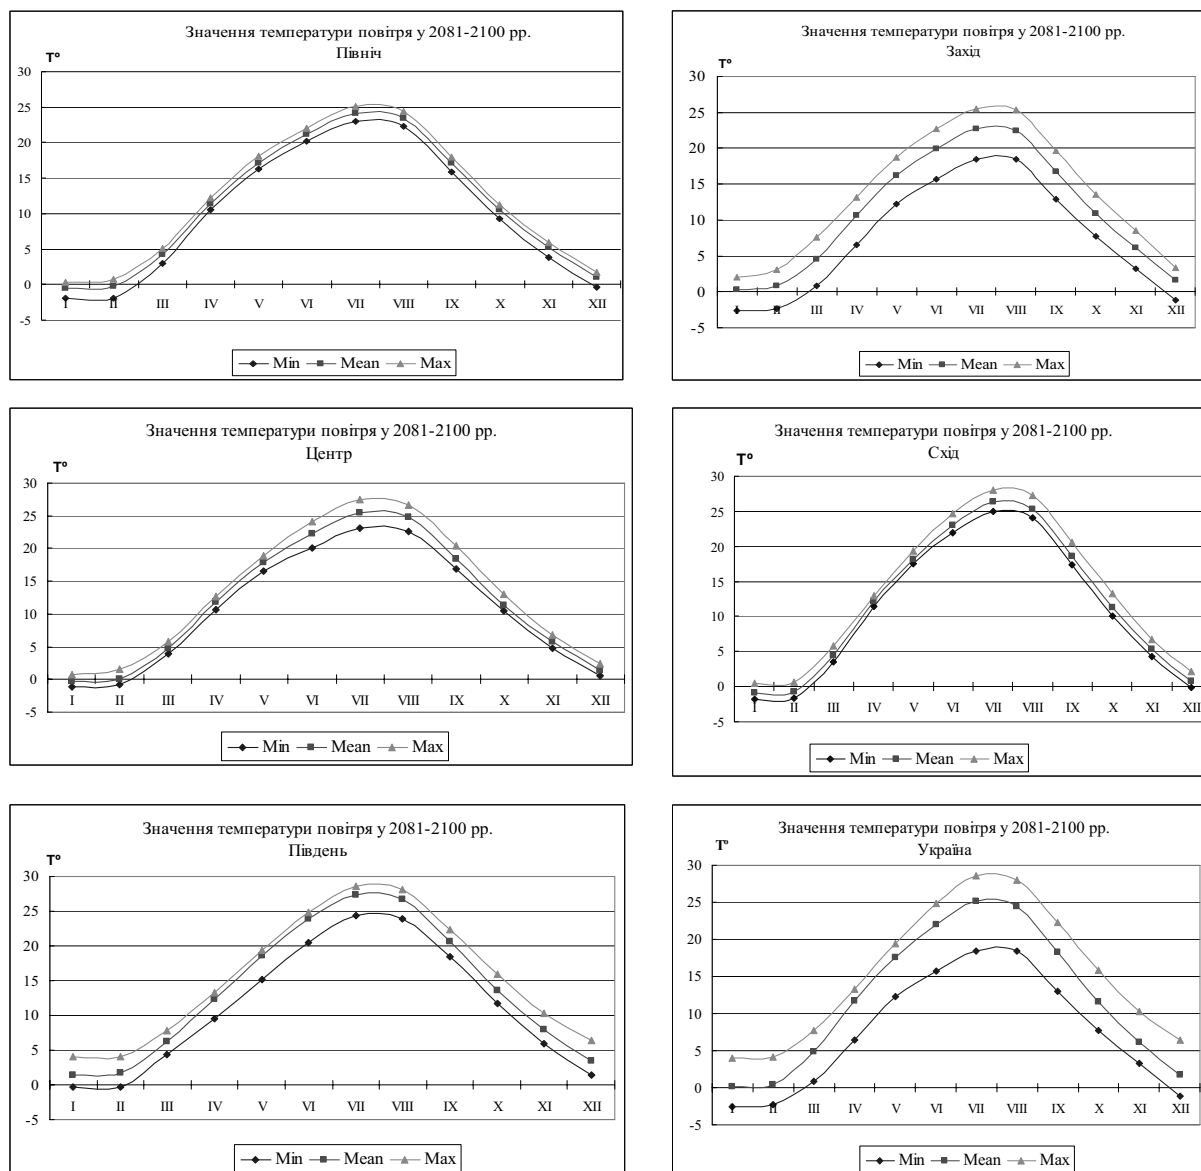 Значення температури повітря у 2081-2100 рр.
Північ
T°
30
25
20
15
10
5
0
-5
I II III IV V VI VII VIII IX X XI XII
Min Mean Max
Значення температури повітря у 2081-2100 рр.
Захід
T°
30
25
20
15
10
5
0
-5
I II III IV V VI VII VIII IX X XI XII
Min Mean Max
Значення температури повітря у 2081-2100 рр.
Центр
T°
30
25
20
15
10
5
0
-5
I II III IV V VI VII VIII IX X XI XII
Min Mean Max
Значення температури повітря у 2081-2100 рр.
Схід
T°
30
25
20
15
10
5
0
-5
I II III IV V VI VII VIII IX X XI XII
Min Mean Max
Значення температури повітря у 2081-2100 рр.
Південь
T°
30
25
20
15
10
5
0
-5
I II III IV V VI VII VIII IX X XI XII
Min Mean Max
Значення температури повітря у 2081-2100 рр.
Україна
T°
30
25
20
15
10
5
0
-5
I II III IV V VI VII VIII IX X XI XII
Min Mean Max